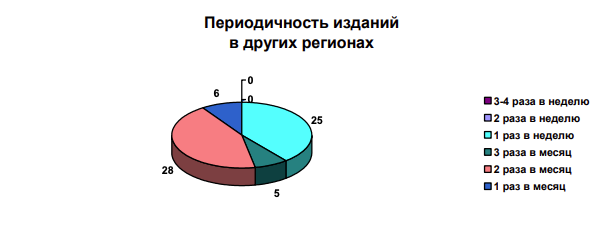 Периодичность изданий
в других регионах
0
0
6
25
28
5
3-4 раза в неделю
2 раза в неделю
1 раз в неделю
3 раза в месяц
2 раза в месяц
1 раз в месяц